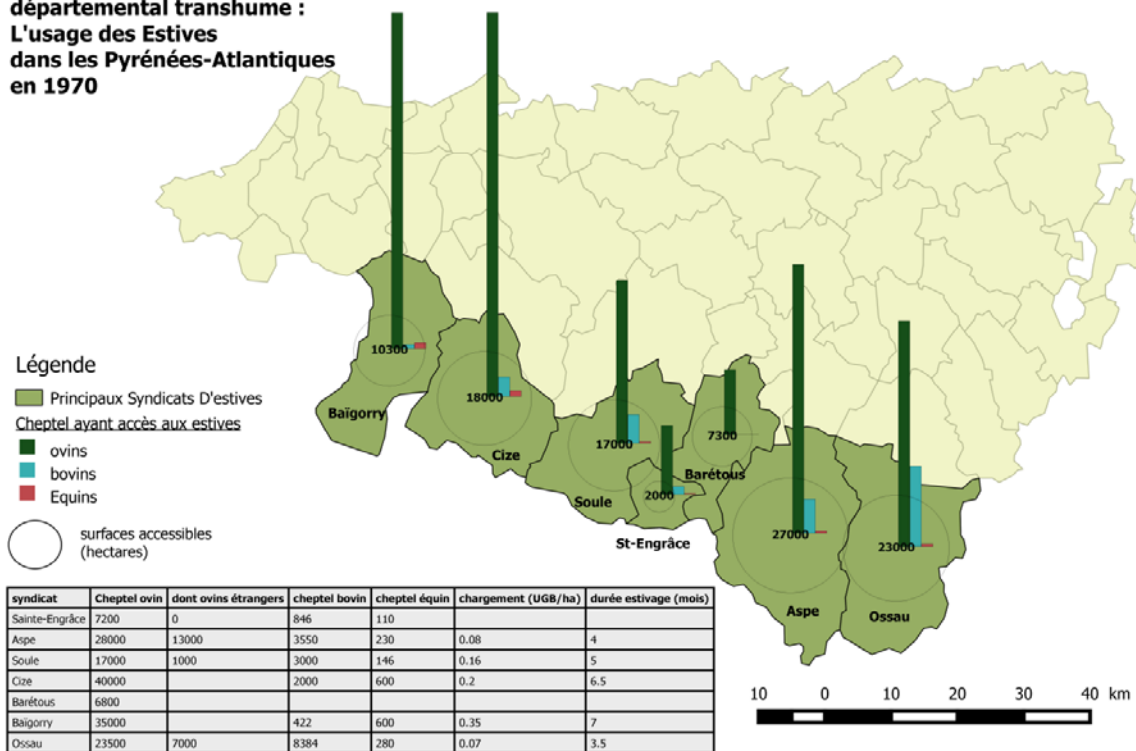 départemental transhume :
L'usage des Estives
dans les Pyrénées-Atlantiques
en 1970
10300
18000
17000
7300
2000
27000
23000
Baïgorry
Cize
Soule
Barétous
St-Engrâce
Aspe
Ossau
Légende
Principaux Syndicats D'estives
Cheptel ayant accès aux estives
ovins
bovins
Equins
surfaces accessibles
(hectares)
syndicat Cheptel ovin dont ovins étrangers cheptel bovin cheptel équin chargement (UGB/ha) durée estivage (mois)
Sainte-Engrâce 7200 0 846 110
Aspe 28000 13000 3550 230 0.08 4
Soule 17000 1000 3000 146 0.16 5
Cize 40000 2000 600 0.2 6.5
Barétous 6800
Baïgorry 35000 422 600 0.35 7
Ossau 23500 7000 8384 280 0.07 3.5
10 0 10 20 30 40 km